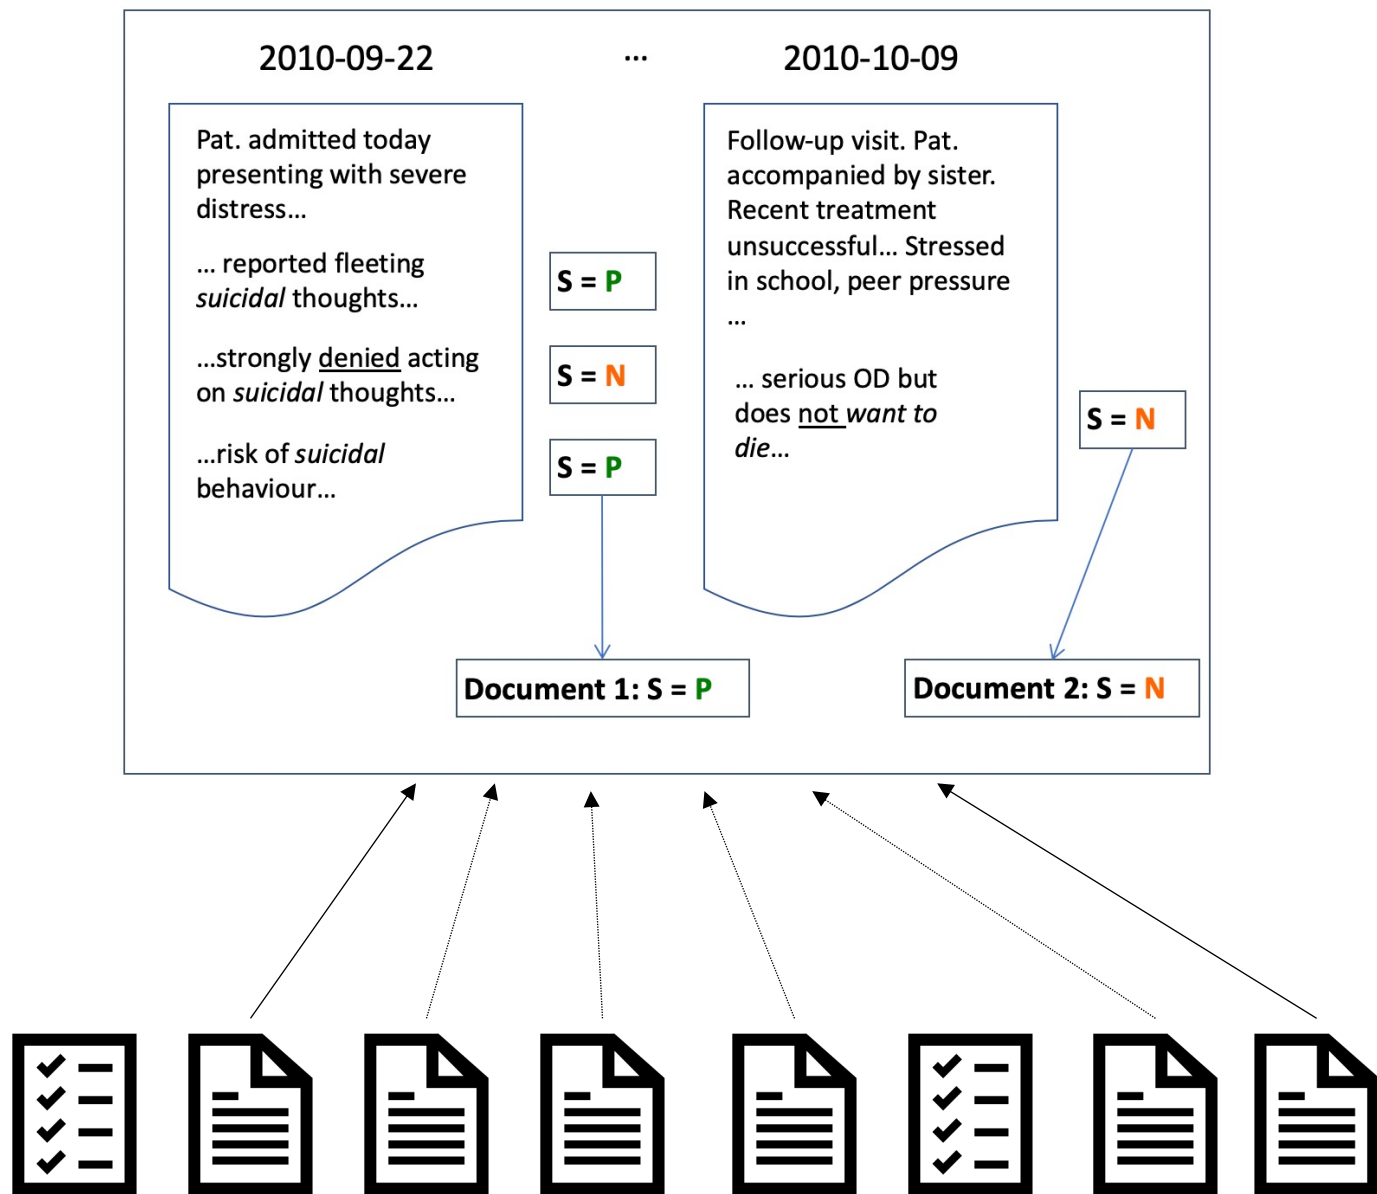 2010-09-22 ... 2010-10-09
Pat. admitted today
presenting with severe
distress...
... reported fleeting
suicidal thoughts...
...strongly denied acting
on suicidal thoughts...
...risk of suicidal
behaviour...
S = P
S = N
S = P
Follow-up visit. Pat.
accompanied by sister.
Recent treatment
unsuccessful... Stressed
in school, peer pressure
...
... serious OD but
does not want to
die...
S = N
Document 1: S = P
Document 2: S = N